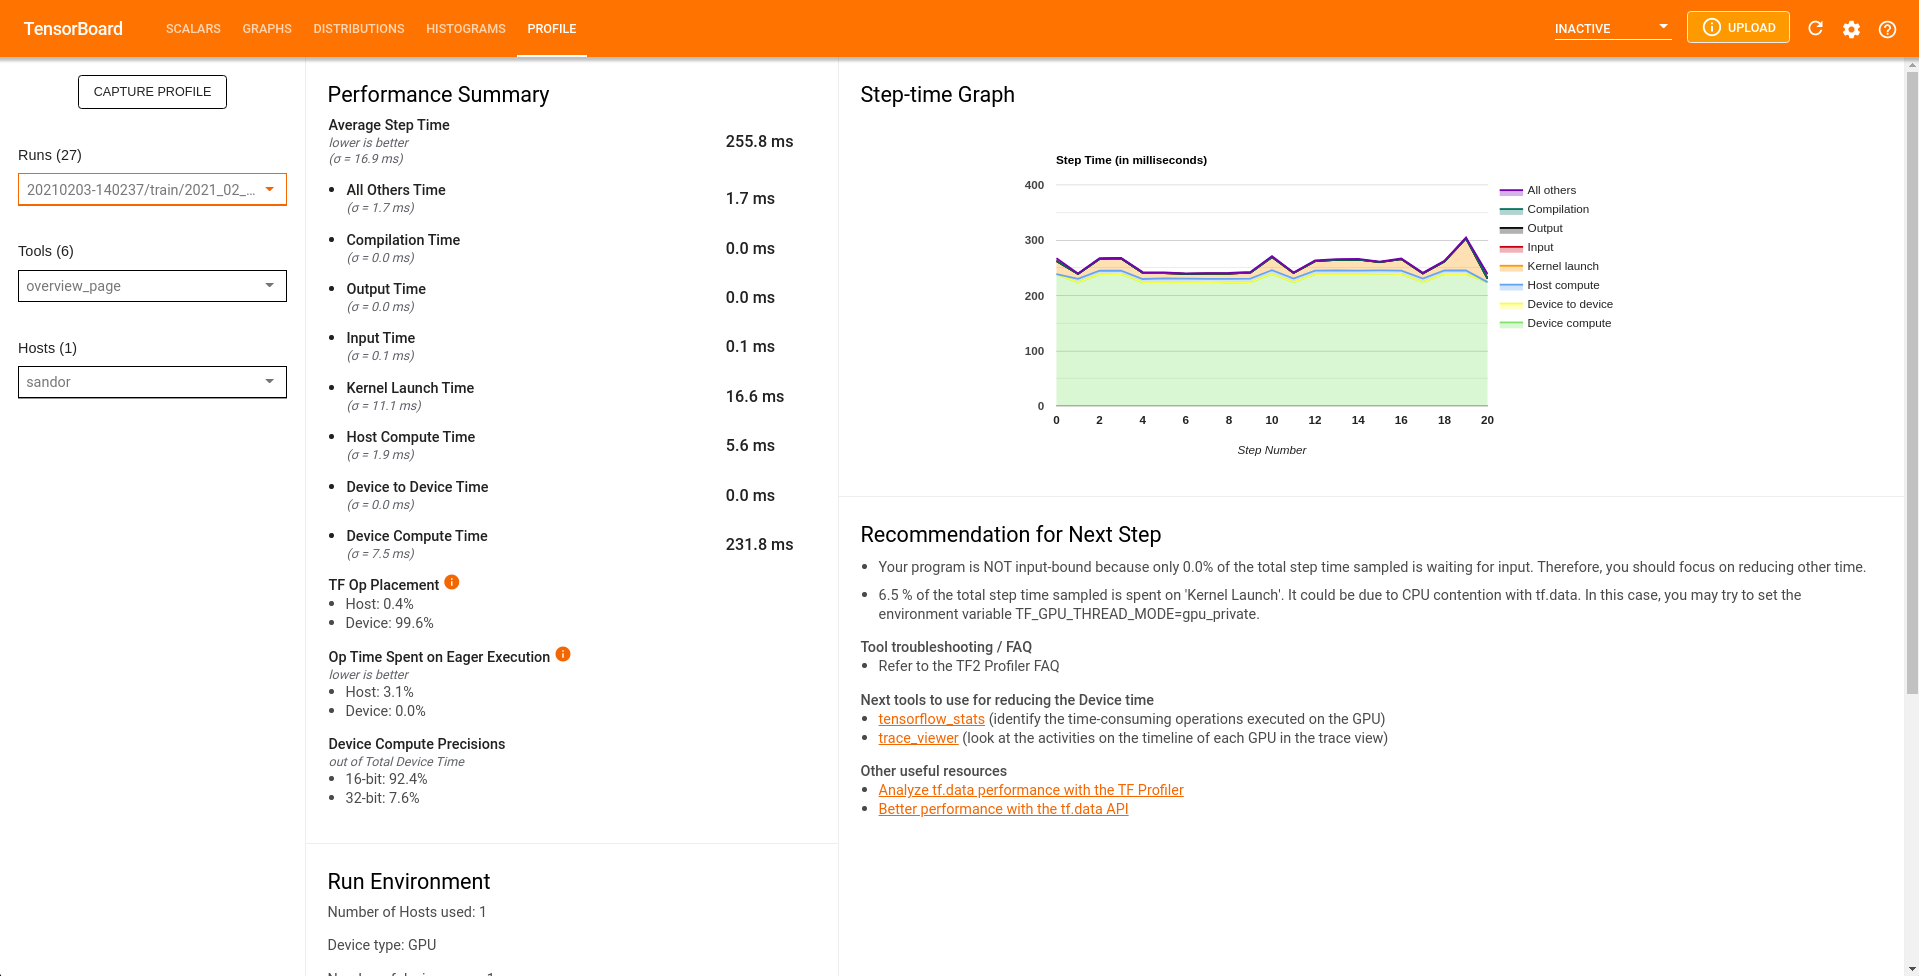 TensorBoard
SCALARS GRAPHS DISTRIBUTIONS HISTOGRAMS PROFILE
INACTIVE
UPLOAD
CAPTURE PROFILE
Runs (27)
20210203-140237/train/2021_02_...
Tools (6)
overview_page
Hosts (1)
sandor
Performance Summary
Average Step Time
lower is better
(σ = 16.9 ms)
255.8 ms
All Others Time
(σ = 1.7 ms)
1.7 ms
Compilation Time
(σ = 0.0 ms)
0.0 ms
Output Time
(σ = 0.0 ms)
0.0 ms
Input Time
(σ = 0.1 ms)
0.1 ms
Kernel Launch Time
(σ = 11.1 ms)
16.6 ms
Host Compute Time
(σ = 1.9 ms)
5.6 ms
Device to Device Time
(σ = 0.0 ms)
0.0 ms
Device Compute Time
(σ = 7.5 ms)
231.8 ms
TF Op Placement
Host: 0.4%
Device: 99.6%
Op Time Spent on Eager Execution
lower is better
Host: 3.1%
Device: 0.0%
Device Compute Precisions
out of Total Device Time
16-bit: 92.4%
32-bit: 7.6%
Run Environment
Number of Hosts used: 1
Device type: GPU
Step-time Graph
Step Time (in milliseconds)
400
300
200
100
0
0 2 4 6 8 10 12 14 16 18 20
Step Number
All others
Compilation
Output
Input
Kernel launch
Host compute
Device to device
Device compute
Recommendation for Next Step
Your program is NOT input-bound because only 0.0% of the total step time sampled is waiting for input. Therefore, you should focus on reducing other time.
6.5 % of the total step time sampled is spent on 'Kernel Launch'. It could be due to CPU contention with tf.data. In this case, you may try to set the
environment variable TF_GPU_THREAD_MODE=gpu_private.
Tool troubleshooting / FAQ
Refer to the TF2 Profiler FAQ
Next tools to use for reducing the Device time
tensorflow_stats (identify the time-consuming operations executed on the GPU)
trace_viewer (look at the activities on the timeline of each GPU in the trace view)
Other useful resources
Analyze tf.data performance with the TF Profiler
Better performance with the tf.data API